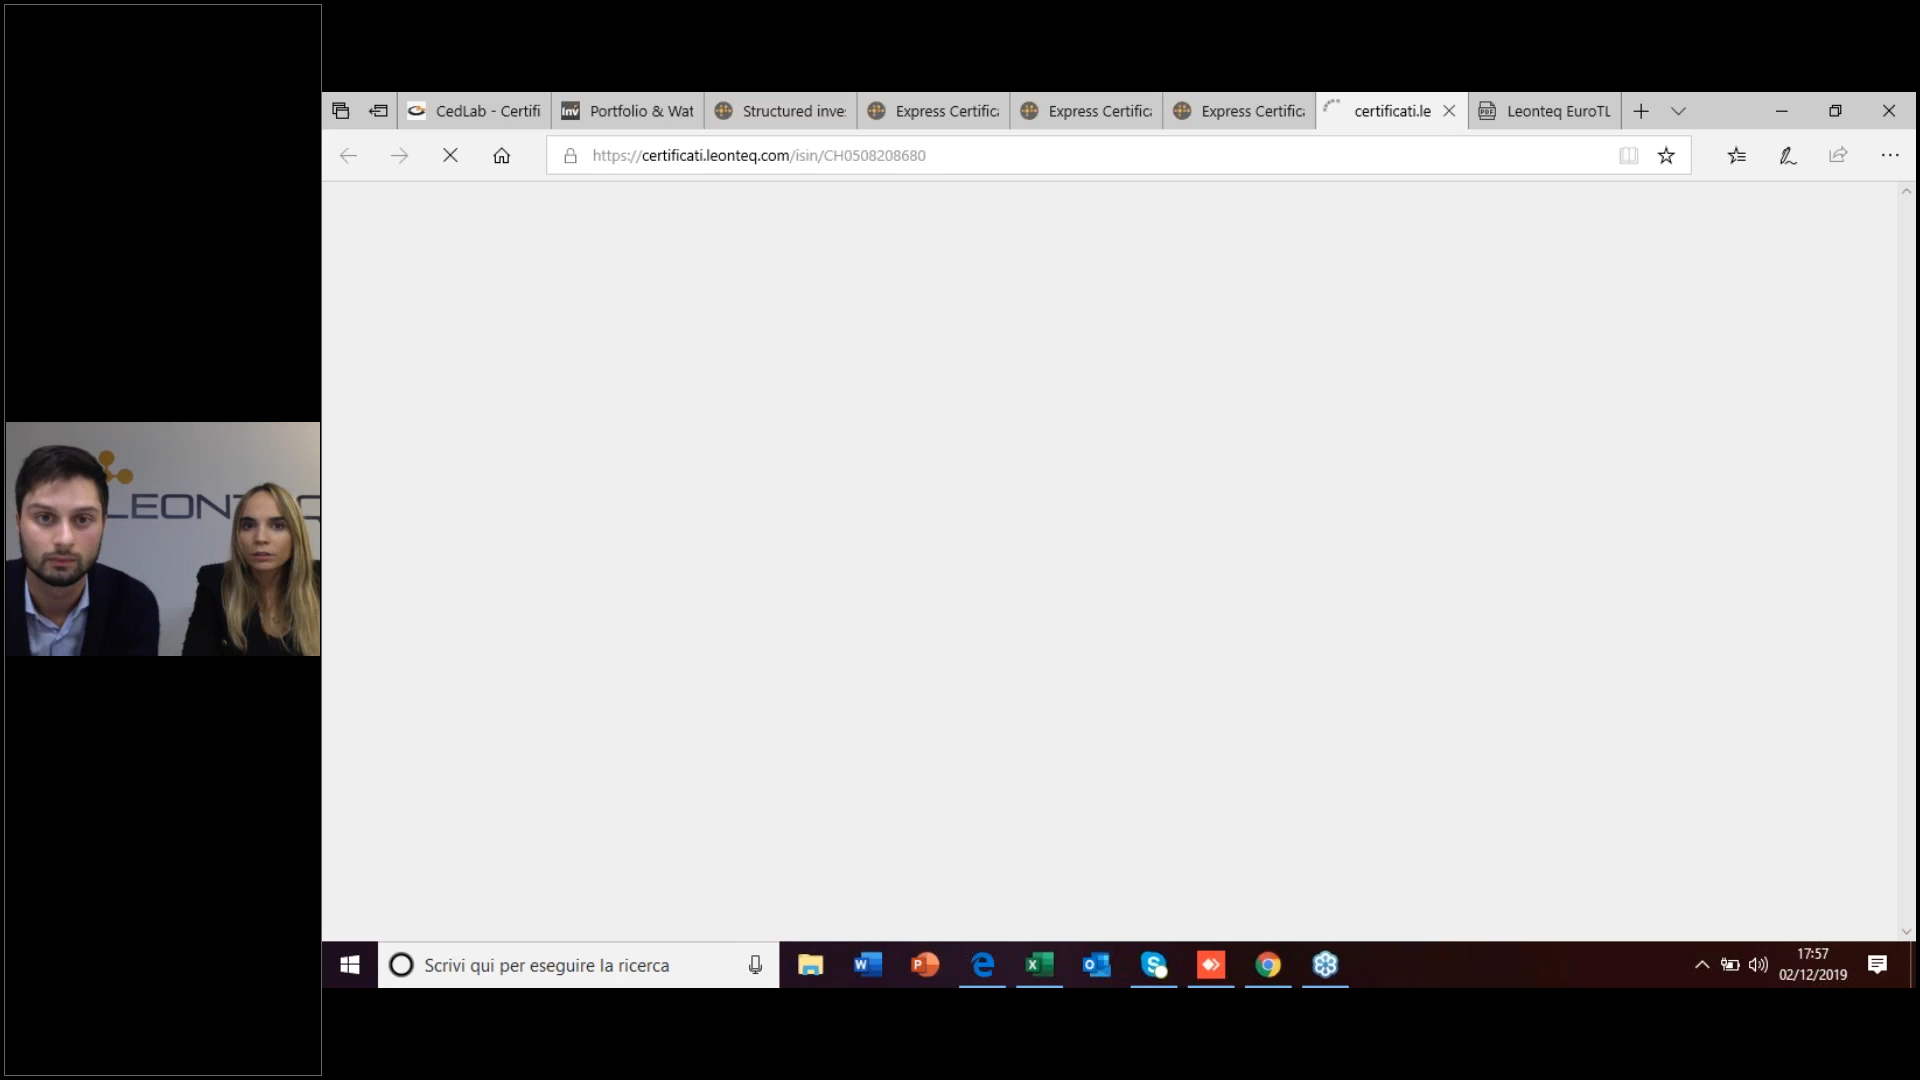 CedLab - Certifi
Portfolio & Wat
Structured inve
Express Certific
Express Certific
Express Certific
certificati.le
Leonteq EuroTL
https://certificati.leonteq.com/isin/CH0508208680
LEONTEQ
Scrivi qui per eseguire la ricerca
17:57
02/12/2019